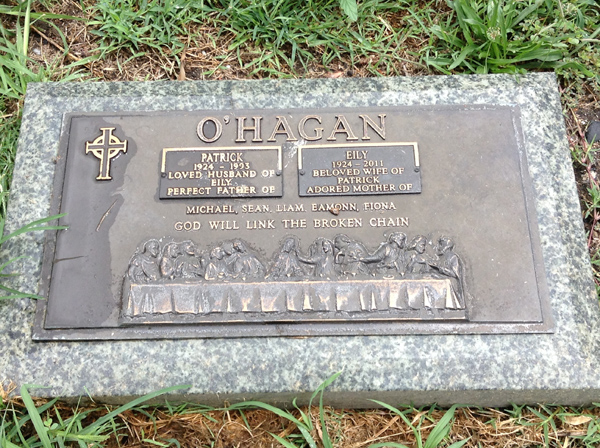 O'HAGAN
PATRICK
1924 - 1993
LOVED HUSBAND OF
EILY.
PERFECT FATHER OF
EILY
1924 - 2011
BELOVED WIFE OF
PATRICK
ADORED MOTHER OF
MICHAEL, SEAN, LIAM, EAMONN, FIONA.
GOD WILL LINK THE BROKEN CHAIN